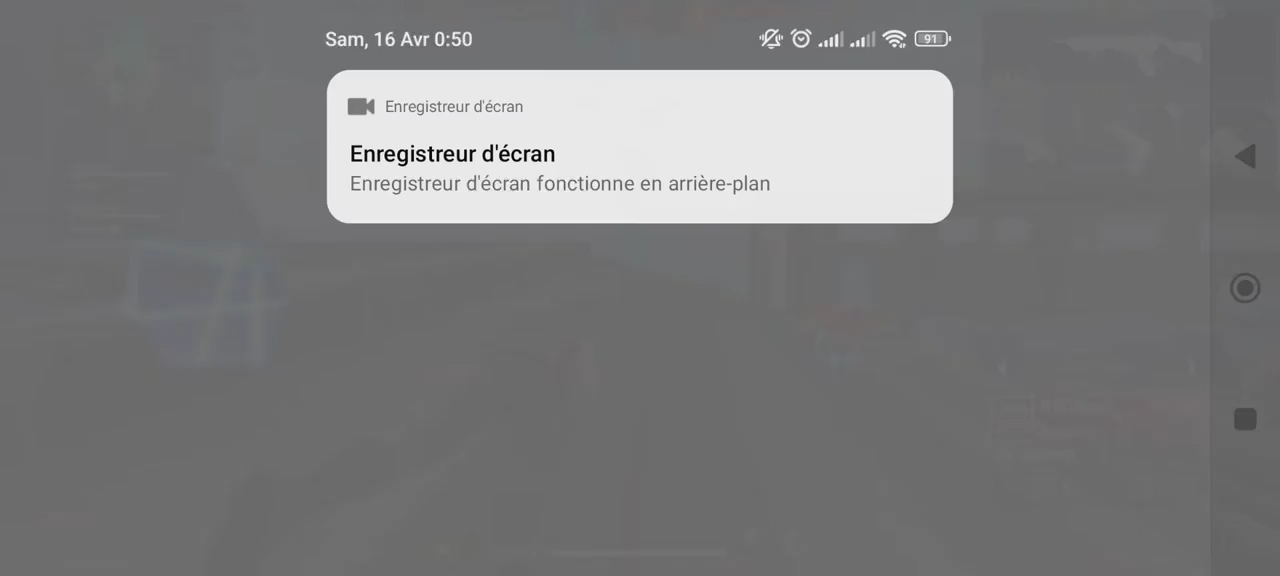 Sam, 16 Avr 0:50
91
Enregistreur d'écran
Enregistreur d'écran
Enregistreur d'écran fonctionne en arrière-plan